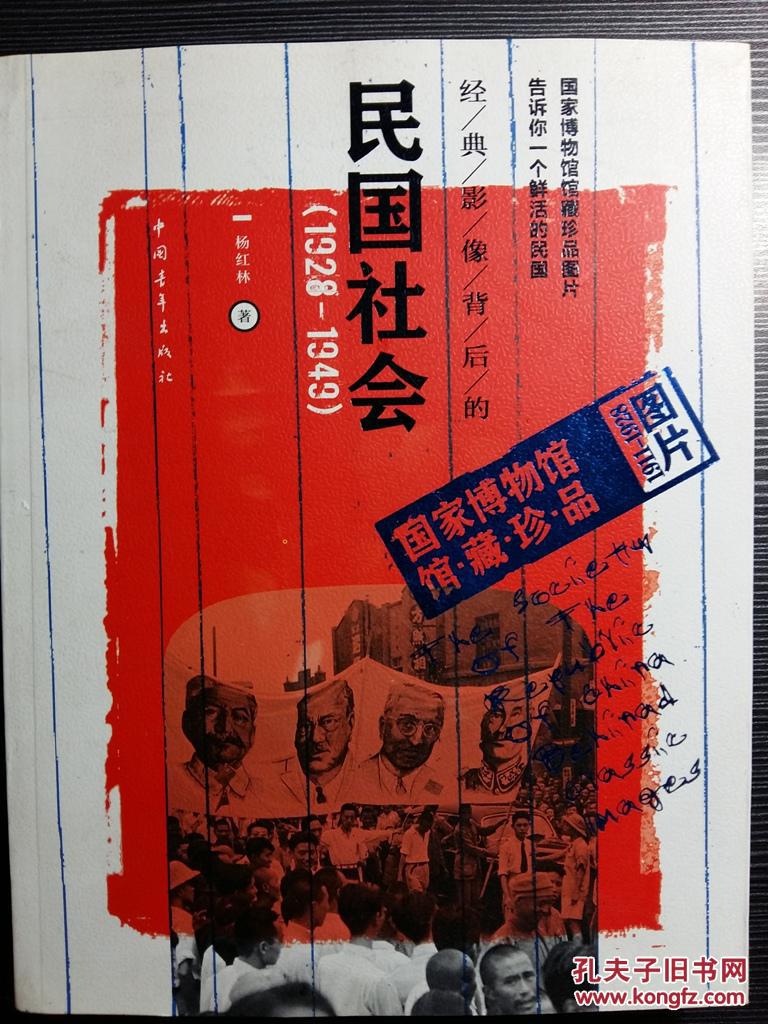 国家博物馆馆藏珍品图片
告诉你一个鲜活的民国
经/典/影/像/背/后/的
民国社会
(1928-1949)
杨红林 著
中国青年出版社
国家博物馆
馆·藏·珍·品
图片
1911-1928
The society
Of The
Republic
Of china
Behinad
classic
images
孔夫子旧书网
www.kongfz.com